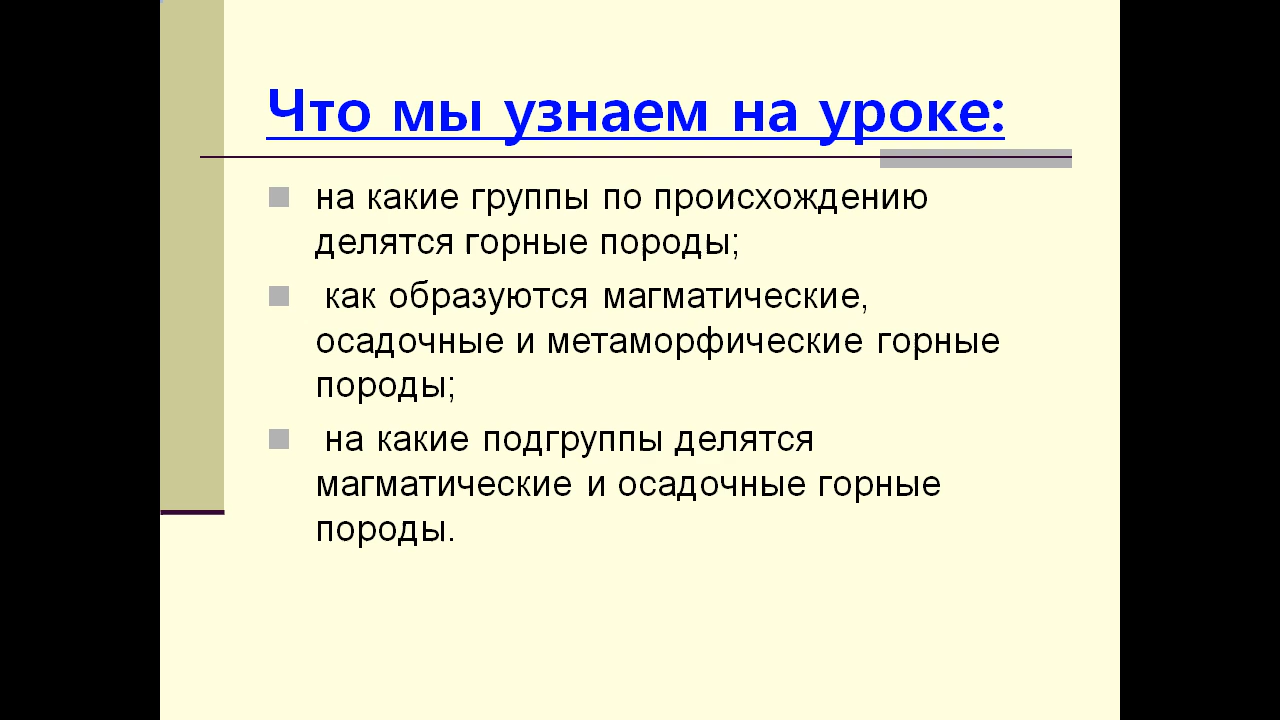 Что мы узнаем на уроке:
на какие группы по происхождению
делятся горные породы;
как образуются магматические,
осадочные и метаморфические горные
породы;
на какие подгруппы делятся
магматические и осадочные горные
породы.